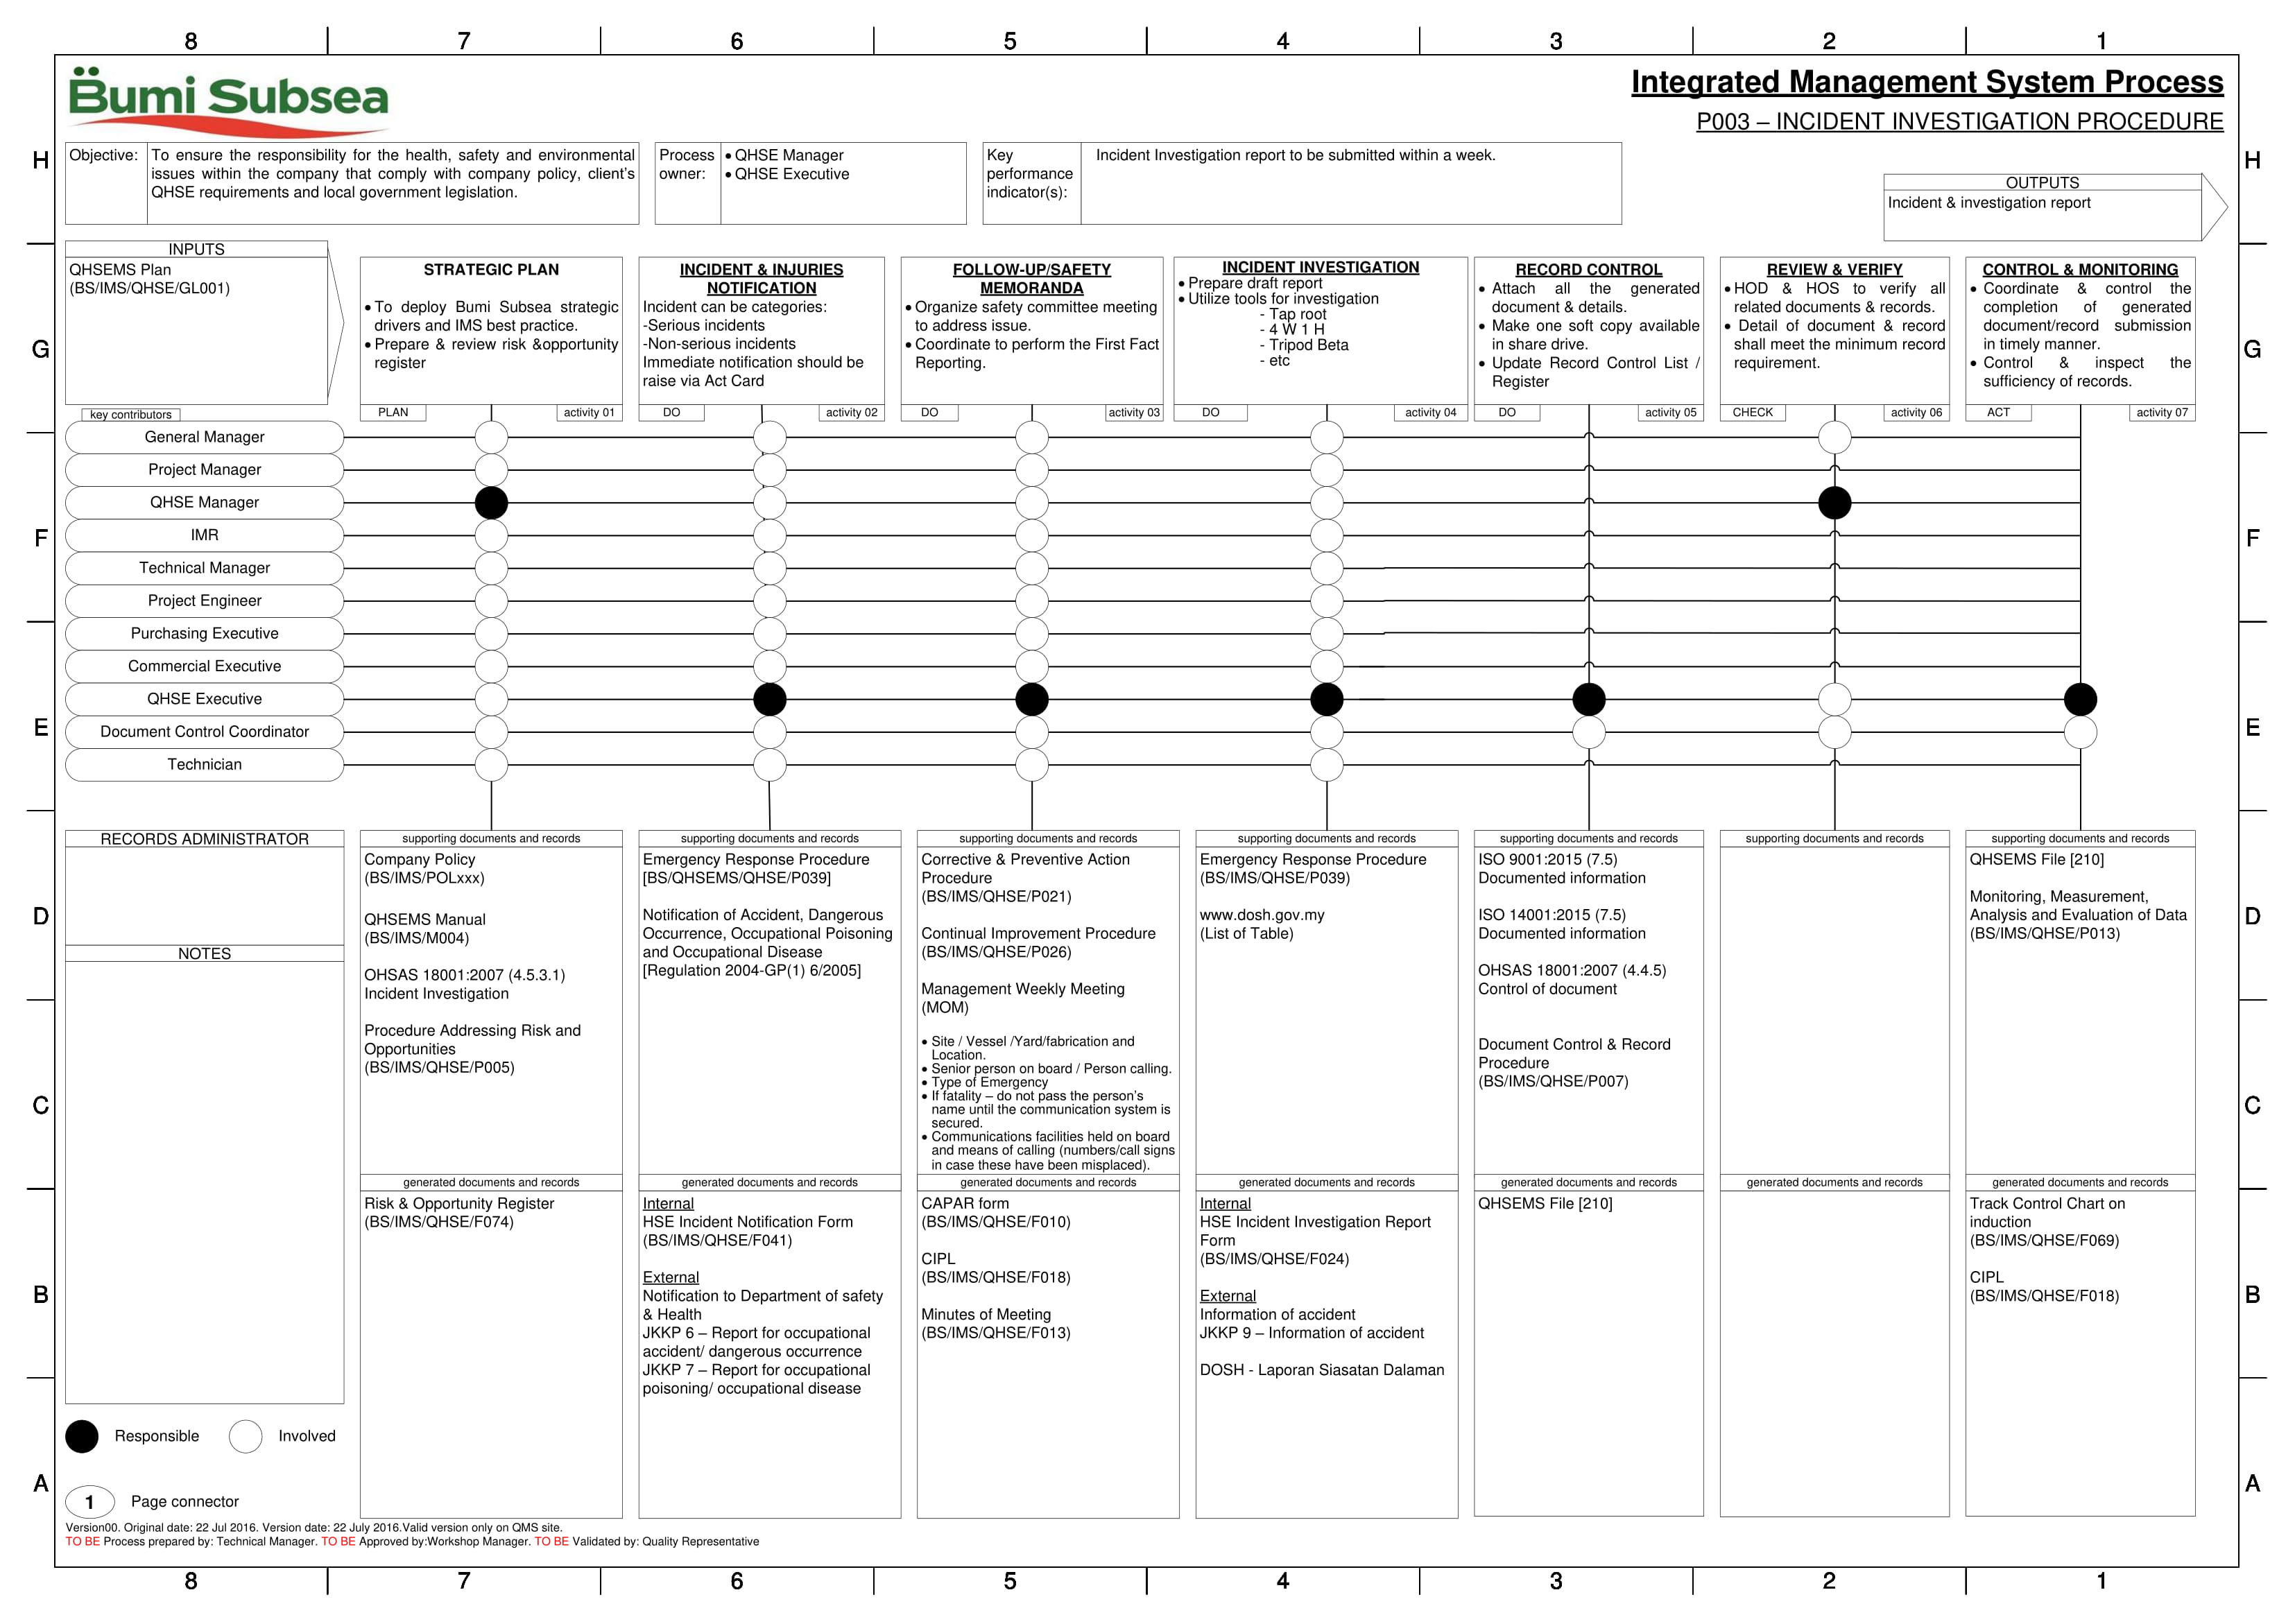 8 7 6 5 4 3 2 1
Bumi Subsea
Integrated Management System Process
P003 – INCIDENT INVESTIGATION PROCEDURE
H
H
Objective:
To ensure the responsibility for the health, safety and environmental
issues within the company that comply with company policy, client's
QHSE requirements and local government legislation.
Process
owner:
• QHSE Manager
• QHSE Executive
Key
performance
indicator(s):
Incident Investigation report to be submitted within a week.
OUTPUTS
Incident & investigation report
INPUTS
QHSEMS Plan
(BS/IMS/QHSE/GL001)
G
G
STRATEGIC PLAN
• To deploy Bumi Subsea strategic
drivers and IMS best practice.
• Prepare & review risk &opportunity
register
PLAN
activity 01
INCIDENT & INJURIES
NOTIFICATION
Incident can be categories:
-Serious incidents
-Non-serious incidents
Immediate notification should be
raise via Act Card
DO
activity 02
FOLLOW-UP/SAFETY
MEMORANDA
• Organize safety committee meeting
to address issue.
• Coordinate to perform the First Fact
Reporting.
DO
activity 03
INCIDENT INVESTIGATION
• Prepare draft report
• Utilize tools for investigation
- Tap root
- 4 W 1 H
- Tripod Beta
- etc
DO
activity 04
RECORD CONTROL
• Attach all the generated
document & details.
• Make one soft copy available
in share drive.
• Update Record Control List /
Register
DO
activity 05
REVIEW & VERIFY
• HOD & HOS to verify all
related documents & records.
• Detail of document & record
shall meet the minimum record
requirement.
CHECK
activity 06
CONTROL & MONITORING
• Coordinate & control the
completion of generated
document/record submission
in timely manner.
• Control & inspect the
sufficiency of records.
ACT
activity 07
key contributors
General Manager
Project Manager
QHSE Manager
IMR
Technical Manager
Project Engineer
Purchasing Executive
Commercial Executive
QHSE Executive
Document Control Coordinator
Technician
F
F
E
E
RECORDS ADMINISTRATOR
NOTES
D
D
C
C
supporting documents and records
Company Policy
(BS/IMS/POLxxx)
QHSEMS Manual
(BS/IMS/M004)
OHSAS 18001:2007 (4.5.3.1)
Incident Investigation
Procedure Addressing Risk and
Opportunities
(BS/IMS/QHSE/P005)
supporting documents and records
Emergency Response Procedure
[BS/QHSEMS/QHSE/P039]
Notification of Accident, Dangerous
Occurrence, Occupational Poisoning
and Occupational Disease
[Regulation 2004-GP(1) 6/2005]
supporting documents and records
Corrective & Preventive Action
Procedure
(BS/IMS/QHSE/P021)
Continual Improvement Procedure
(BS/IMS/QHSE/P026)
Management Weekly Meeting
(MOM)
• Site / Vessel /Yard/fabrication and
Location.
• Senior person on board / Person calling.
• Type of Emergency
• If fatality – do not pass the person's
name until the communication system is
secured.
• Communications facilities held on board
and means of calling (numbers/call signs
in case these have been misplaced).
supporting documents and records
Emergency Response Procedure
(BS/IMS/QHSE/P039)
www.dosh.gov.my
(List of Table)
supporting documents and records
ISO 9001:2015 (7.5)
Documented information
ISO 14001:2015 (7.5)
Documented information
OHSAS 18001:2007 (4.4.5)
Control of document
Document Control & Record
Procedure
(BS/IMS/QHSE/P007)
supporting documents and records
supporting documents and records
QHSEMS File [210]
Monitoring, Measurement,
Analysis and Evaluation of Data
(BS/IMS/QHSE/P013)
generated documents and records
Risk & Opportunity Register
(BS/IMS/QHSE/F074)
generated documents and records
Internal
HSE Incident Notification Form
(BS/IMS/QHSE/F041)
External
Notification to Department of safety
& Health
JKKP 6 – Report for occupational
accident/ dangerous occurrence
JKKP 7 – Report for occupational
poisoning/ occupational disease
generated documents and records
CAPAR form
(BS/IMS/QHSE/F010)
CIPL
(BS/IMS/QHSE/F018)
Minutes of Meeting
(BS/IMS/QHSE/F013)
generated documents and records
Internal
HSE Incident Investigation Report
Form
(BS/IMS/QHSE/F024)
External
Information of accident
JKKP 9 – Information of accident
DOSH - Laporan Siasatan Dalaman
generated documents and records
QHSEMS File [210]
generated documents and records
generated documents and records
Track Control Chart on
induction
(BS/IMS/QHSE/F069)
CIPL
(BS/IMS/QHSE/F018)
B
B
A
A
Responsible
Involved
1 Page connector
Version00. Original date: 22 Jul 2016. Version date: 22 July 2016.Valid version only on QMS site.
TO BE Process prepared by: Technical Manager. TO BE Approved by:Workshop Manager. TO BE Validated by: Quality Representative
8 7 6 5 4 3 2 1